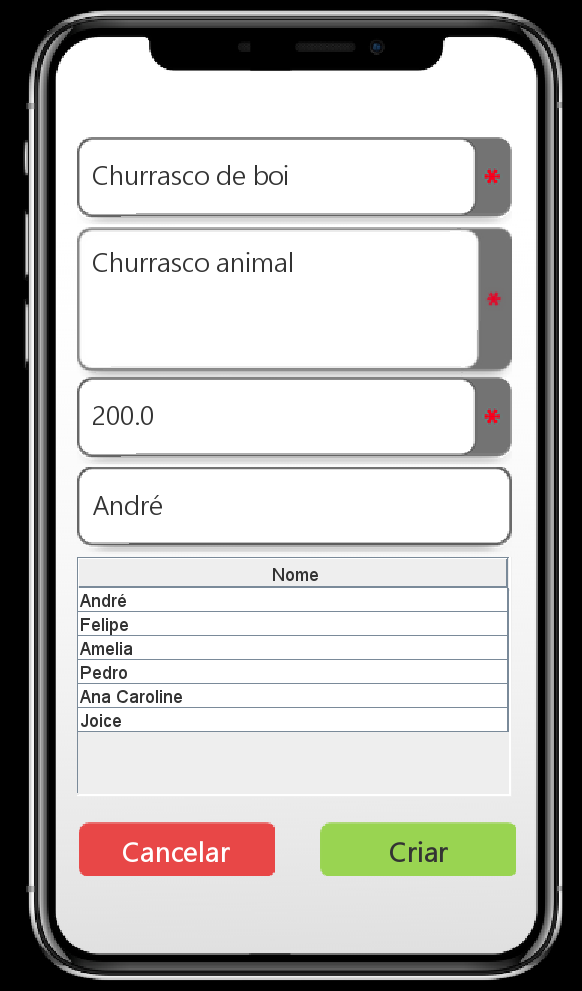 Churrasco de boi
*
Churrasco animal
*
200.0
*
André
Nome
André
Felipe
Amelia
Pedro
Ana Caroline
Joice
Cancelar
Criar